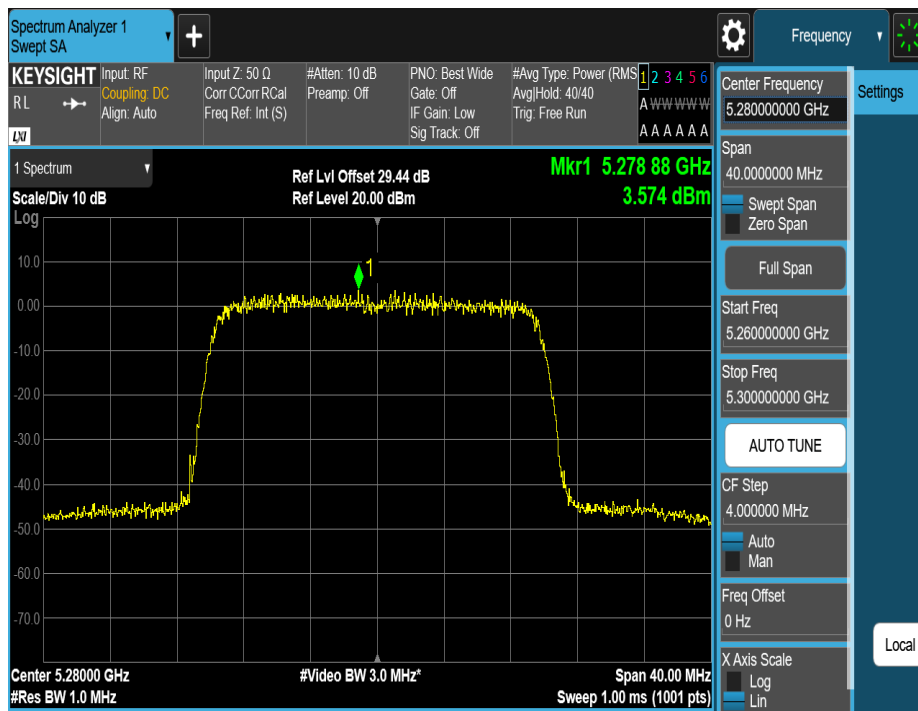 Spectrum Analyzer 1
Swept SA
+
Frequency
KEYSIGHT
R L
LXI
Input: RF
Coupling: DC
Align: Auto
Input Z: 50 Ω
Corr CCorr RCal
Freq Ref: Int (S)
#Atten: 10 dB
Preamp: Off
PNO: Best Wide
Gate: Off
IF Gain: Low
Sig Track: Off
#Avg Type: Power (RMS
Avg|Hold: 40/40
Trig: Free Run
1 2 3 4 5 6
A W W W W W
A A A A A A
Center Frequency
5.280000000 GHz
Settings
Span
40.0000000 MHz
Swept Span
Zero Span
Full Span
Start Freq
5.260000000 GHz
Stop Freq
5.300000000 GHz
AUTO TUNE
CF Step
4.000000 MHz
Auto
Man
Freq Offset
0 Hz
X Axis Scale
Log
Lin
Local
1 Spectrum
Scale/Div 10 dB
Log
Ref Lvl Offset 29.44 dB
Ref Level 20.00 dBm
Mkr1 5.278 88 GHz
3.574 dBm
1
10.0
0.00
-10.0
-20.0
-30.0
-40.0
-50.0
-60.0
-70.0
Center 5.28000 GHz
#Res BW 1.0 MHz
#Video BW 3.0 MHz*
Span 40.00 MHz
Sweep 1.00 ms (1001 pts)